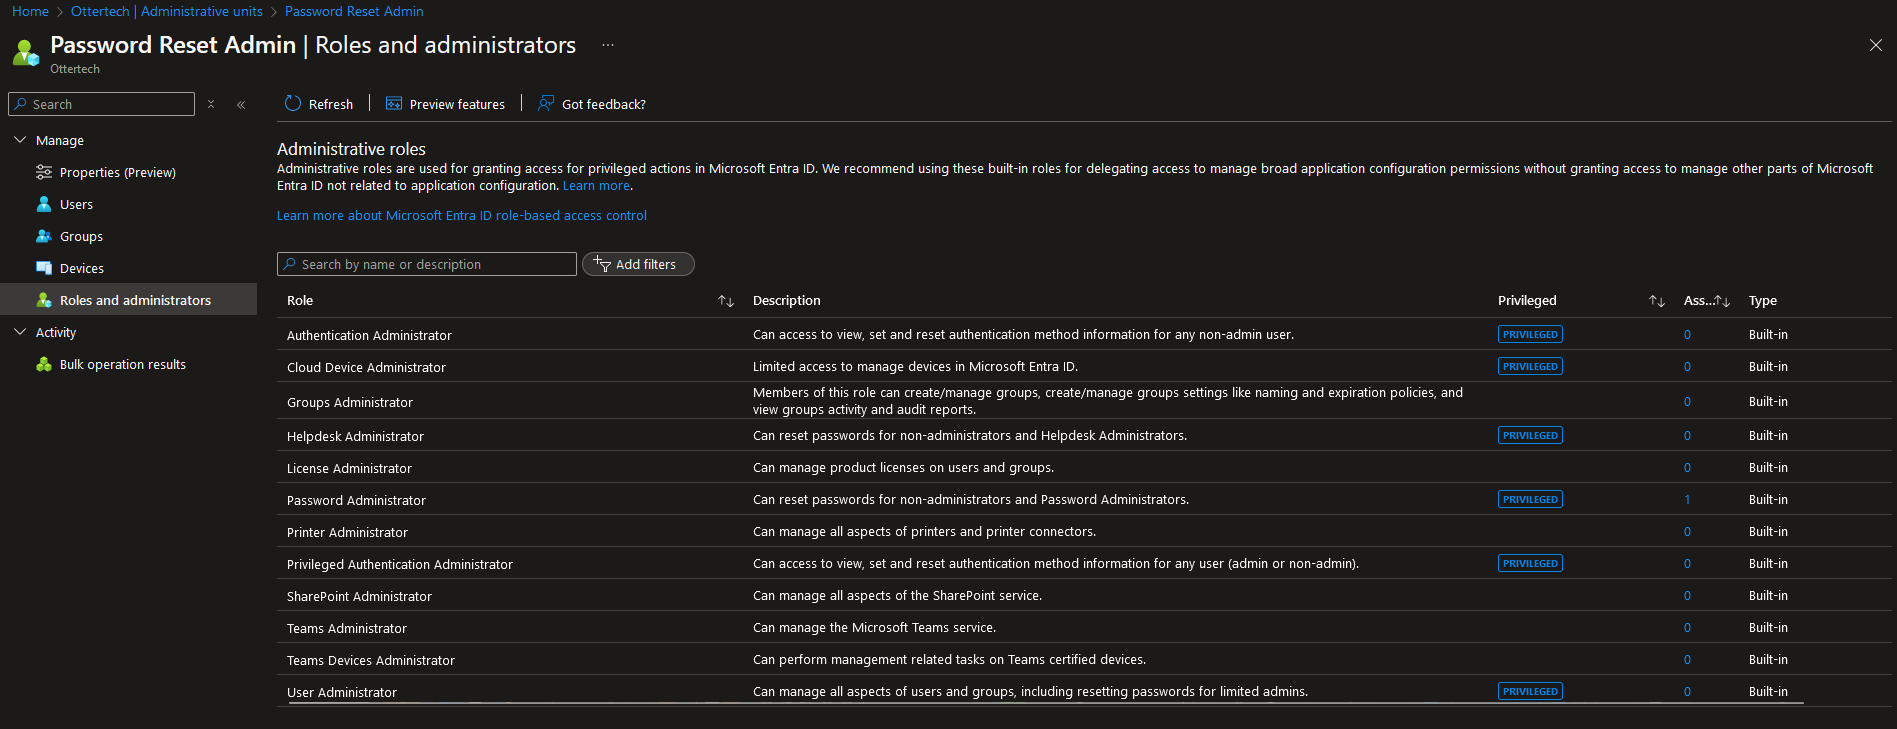 Home > Ottertech | Administrative units > Password Reset Admin
Password Reset Admin | Roles and administrators ...
Ottertech
Search
Refresh | Preview features | Got feedback?
Manage
Properties (Preview)
Users
Groups
Devices
Roles and administrators
Activity
Bulk operation results
Administrative roles
Administrative roles are used for granting access for privileged actions in Microsoft Entra ID. We recommend using these built-in roles for delegating access to manage broad application configuration permissions without granting access to manage other parts of Microsoft
Entra ID not related to application configuration. Learn more.
Learn more about Microsoft Entra ID role-based access control
Search by name or description Add filters
Role Description Privileged Ass... Type
Authentication Administrator Can access to view, set and reset authentication method information for any non-admin user. PRIVILEGED 0 Built-in
Cloud Device Administrator Limited access to manage devices in Microsoft Entra ID. PRIVILEGED 0 Built-in
Groups Administrator Members of this role can create/manage groups, create/manage groups settings like naming and expiration policies, and
view groups activity and audit reports. 0 Built-in
Helpdesk Administrator Can reset passwords for non-administrators and Helpdesk Administrators. PRIVILEGED 0 Built-in
License Administrator Can manage product licenses on users and groups. 0 Built-in
Password Administrator Can reset passwords for non-administrators and Password Administrators. PRIVILEGED 1 Built-in
Printer Administrator Can manage all aspects of printers and printer connectors. 0 Built-in
Privileged Authentication Administrator Can access to view, set and reset authentication method information for any user (admin or non-admin). PRIVILEGED 0 Built-in
SharePoint Administrator Can manage all aspects of the SharePoint service. 0 Built-in
Teams Administrator Can manage the Microsoft Teams service. 0 Built-in
Teams Devices Administrator Can perform management related tasks on Teams certified devices. 0 Built-in
User Administrator Can manage all aspects of users and groups, including resetting passwords for limited admins. PRIVILEGED 0 Built-in